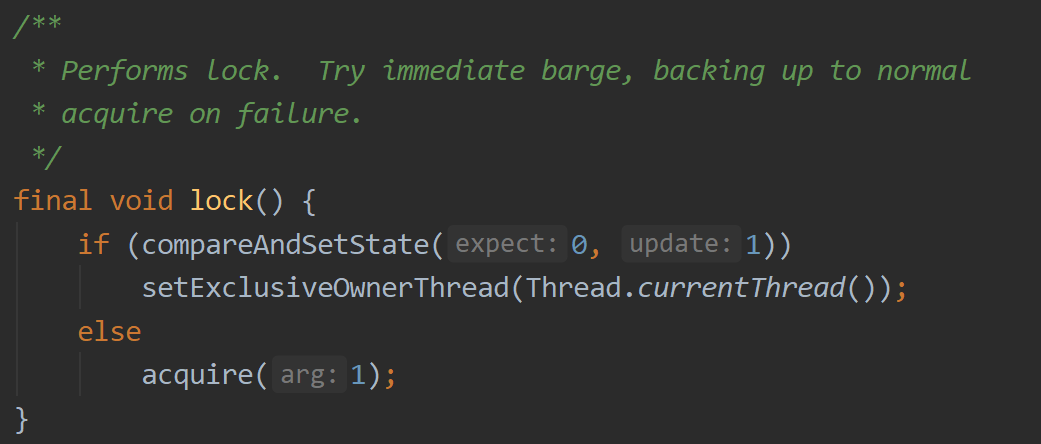 /**
 * Performs lock.  Try immediate barge, backing up to normal
 * acquire on failure.
 */
final void lock() {
    if (compareAndSetState( expect: 0, update: 1))
        setExclusiveOwnerThread(Thread.currentThread());
    else
        acquire( arg: 1);
}